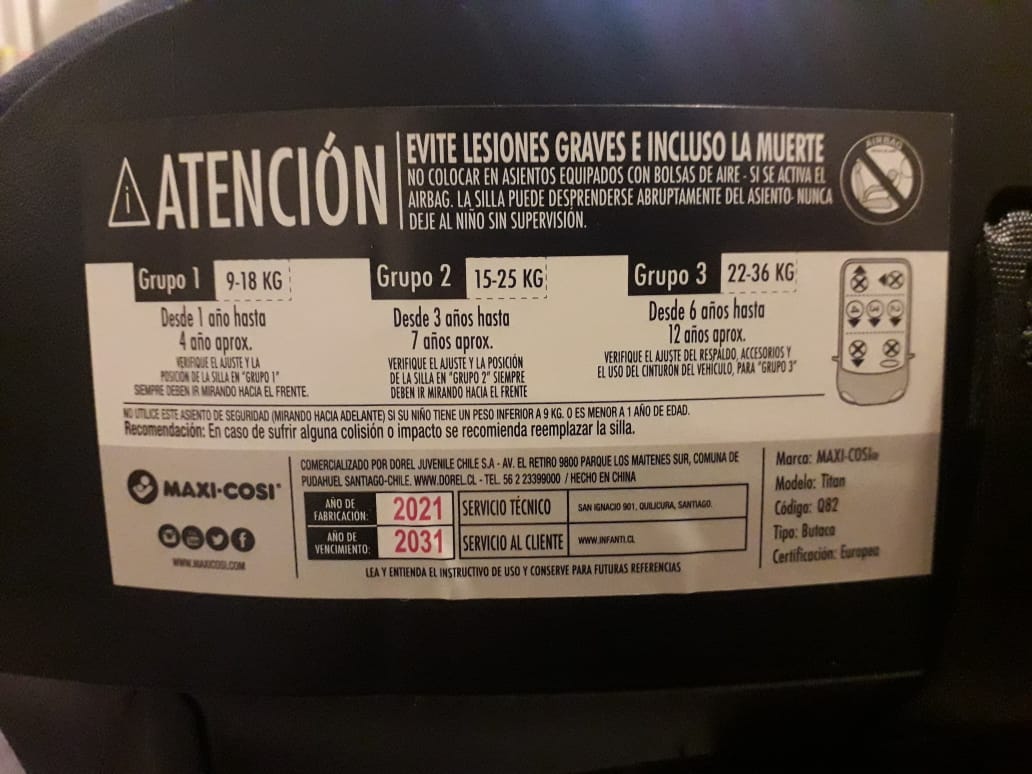 ATENCIÓN
EVITE LESIONES GRAVES E INCLUSO LA MUERTE
NO COLOCAR EN ASIENTOS EQUIPADOS CON BOLSAS DE AIRE - SI SE ACTIVA EL
AIRBAG. LA SILLA PUEDE DESPRENDERSE ABRUPTAMENTE DEL ASIENTO- NUNCA
DEJE AL NIÑO SIN SUPERVISIÓN.
AIRBAG
Grupo 1 9-18 KG
Desde 1 año hasta
4 año aprox.
VERIFIQUE EL AJUSTE Y LA
POSICIÓN DE LA SILLA EN "GRUPO 1"
SIEMPRE DEBEN IR MIRANDO HACIA EL FRENTE.
Grupo 2 15-25 KG
Desde 3 años hasta
7 años aprox.
VERIFIQUE EL AJUSTE Y LA POSICIÓN
DE LA SILLA EN "GRUPO 2" SIEMPRE
DEBEN IR MIRANDO HACIA EL FRENTE
Grupo 3 22-36 KG
Desde 6 años hasta
12 años aprox.
VERIFIQUE EL AJUSTE DEL RESPALDO, ACCESORIOS Y
EL USO DEL CINTURON DEL VEHICULO, PARA "GRUPO 3"
NO UTILICE ESTE ASIENTO DE SEGURIDAD (MIRANDO HACIA ADELANTE) SI SU NIÑO TIENE UN PESO INFERIOR A 9 KG. O ES MENOR A 1 AÑO DE EDAD.
Recomendación: En caso de sufrir alguna colisión o impacto se recomienda reemplazar la silla.
MAXI-COSI
WWW.MAXICOSI.COM
COMERCIALIZADO POR DOREL JUVENILE CHILE S.A - AV. EL RETIRO 9800 PARQUE LOS MAITENES SUR, COMUNA DE
PUDAHUEL SANTIAGO-CHILE. WWW.DOREL.CL - TEL. 56 2 23399000 / HECHO EN CHINA
AÑO DE
FABRICACIÓN: 2021
AÑO DE
VENCIMIENTO: 2031
SERVICIO TÉCNICO SAN IGNACIO 901, QUILICURA, SANTIAGO.
SERVICIO AL CLIENTE WWW.INFANTI.CL
LEA Y ENTIENDA EL INSTRUCTIVO DE USO Y CONSERVE PARA FUTURAS REFERENCIAS
Marca: MAXI-COSI
Modelo: Titan
Código: Q82
Tipo: Butaca
Certificación: Europea